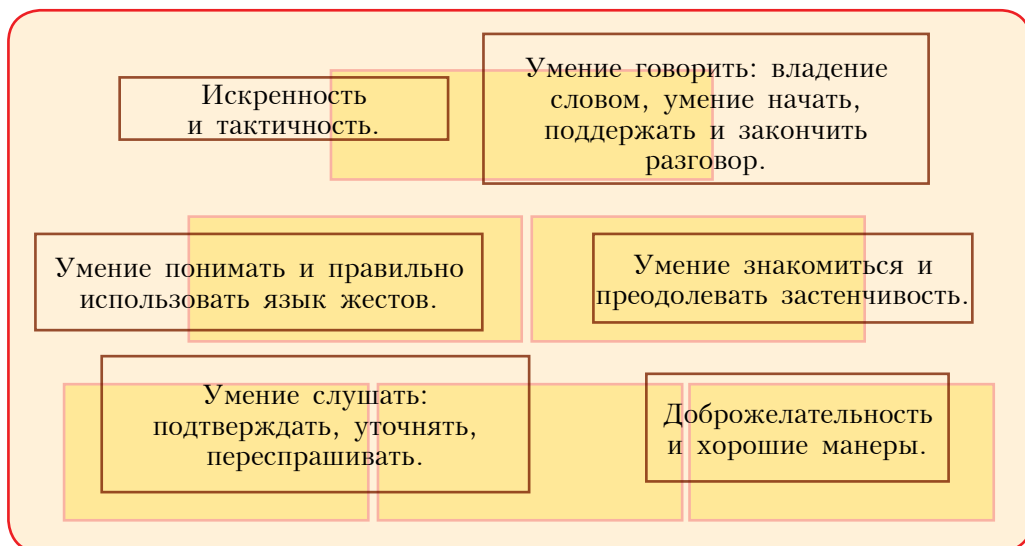 Искренность
и тактичность.
Умение говорить: владение
словом, умение начать,
поддержать и закончить
разговор.
Умение понимать и правильно
использовать язык жестов.
Умение знакомиться и
преодолевать застенчивость.
Умение слушать:
подтверждать, уточнять,
переспрашивать.
Доброжелательность
и хорошие манеры.